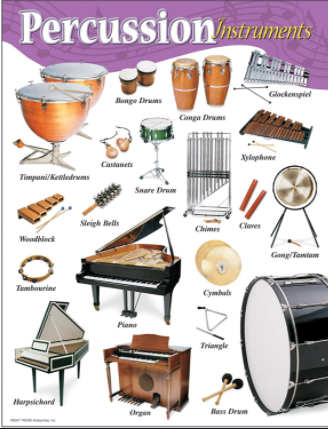 Percussion Instruments
Bongo Drums
Conga Drums
Glockenspiel
Timpani/Kettledrums
Castanets
Snare Drum
Xylophone
Woodblock
Sleigh Bells
Chimes
Claves
Gong/Tamtam
Tambourine
Piano
Cymbals
Triangle
Harpsichord
Organ
Bass Drum